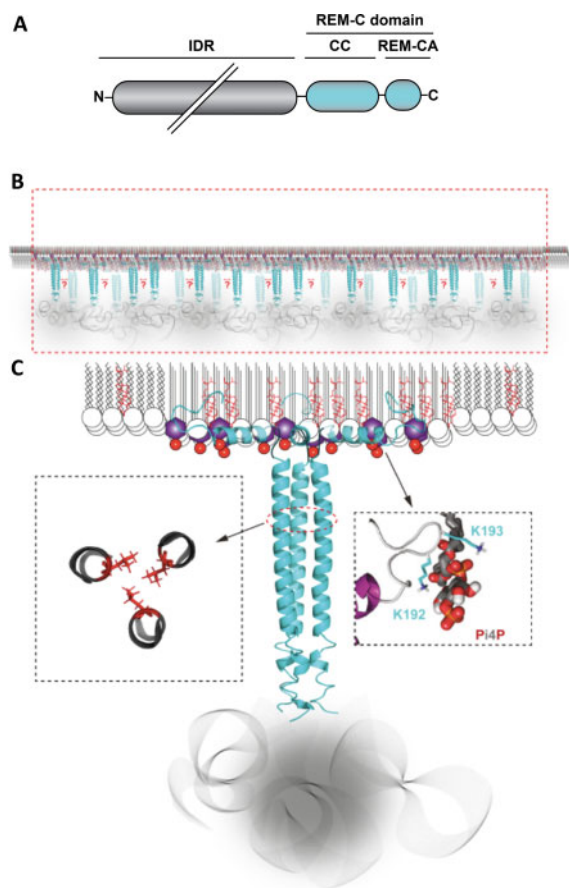 A
REM-C domain
IDR
CC
REM-CA
N
C
B
? ? ? ? ? ? ? ? ?
C
K193
K192
Pi4P